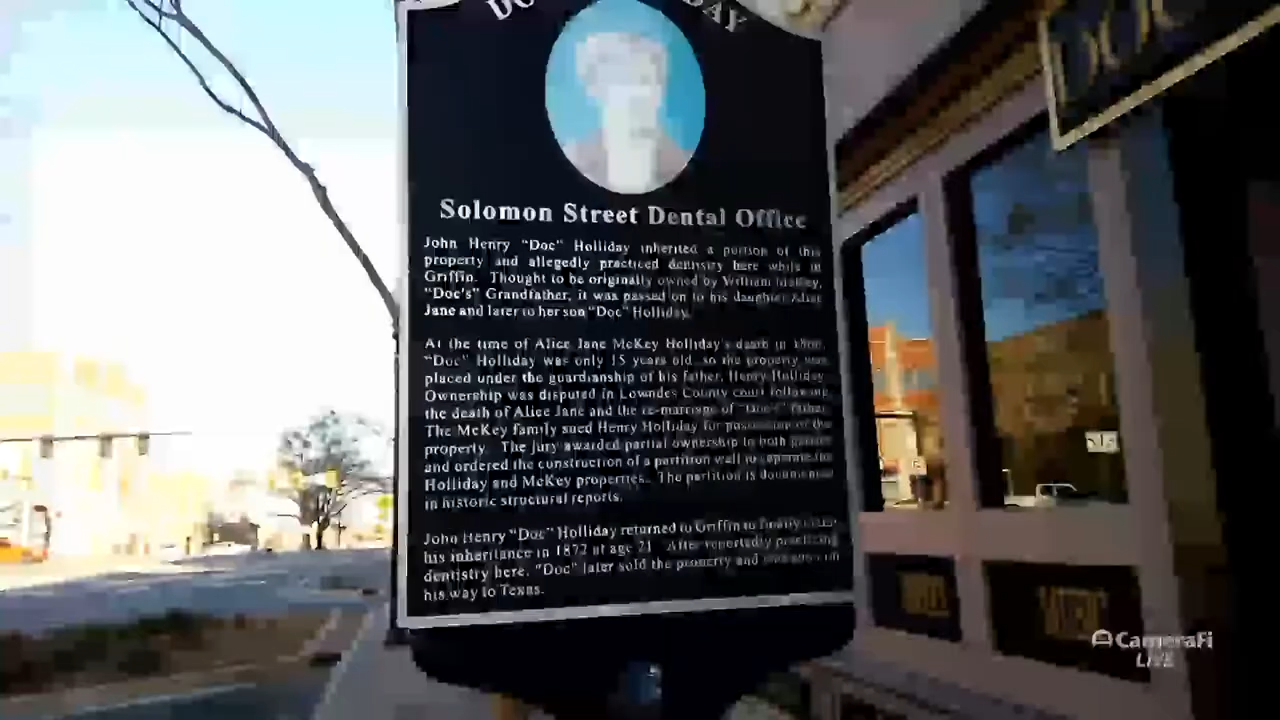 Solomon Street Dental Office
John Henry "Doc" Holliday inherited a portion of this
property and allegedly practiced dentistry here while in
Griffin. Thought to be originally owned by William McKey,
"Doc's" Grandfather, it was passed on to his daughter Alice
Jane and later to her son "Doc" Holliday.
At the time of Alice Jane McKey Holliday's death in
"Doc" Holliday was only 15 years old, so the property was
placed under the guardianship of his father, Henry Holliday.
Ownership was disputed in Lowndes County court following
the death of Alice Jane and the re-marriage of "Doc's" father.
The McKey family sued Henry Holliday for possession of the
property. The jury awarded partial ownership to both parties
and ordered the construction of a partition wall to separate the
Holliday and McKey properties. The partition is documented
in historic structural reports.
John Henry "Doc" Holliday returned to Griffin to finally
his inheritance in 1872 at age 21. After reportedly practicing
dentistry here, "Doc" later sold the property and
his way to Texas.
CameraFi
LIVE